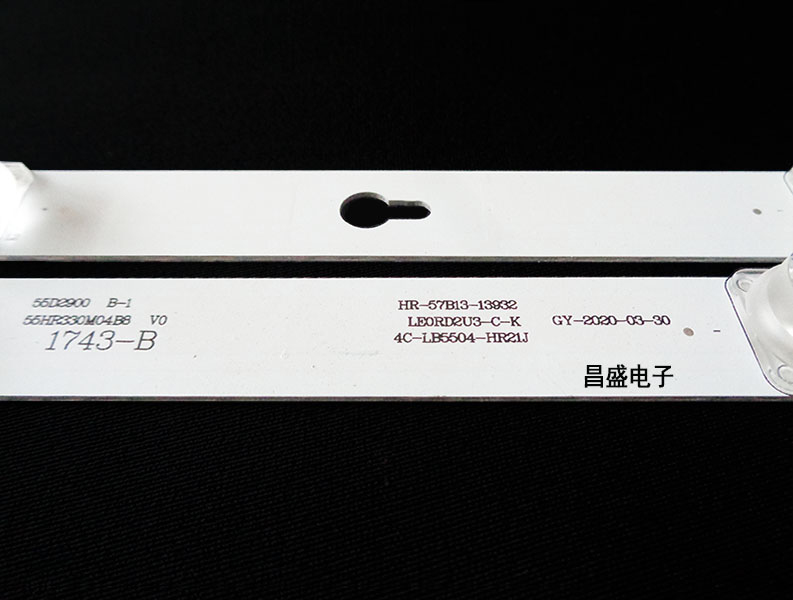 55D2900 B-1
55HR330M04B8 V0
1743-B
HR-57B13-13932
LE0RD2U3-C-K GY-2020-03-30
4C-LB5504-HR21J
昌盛电子